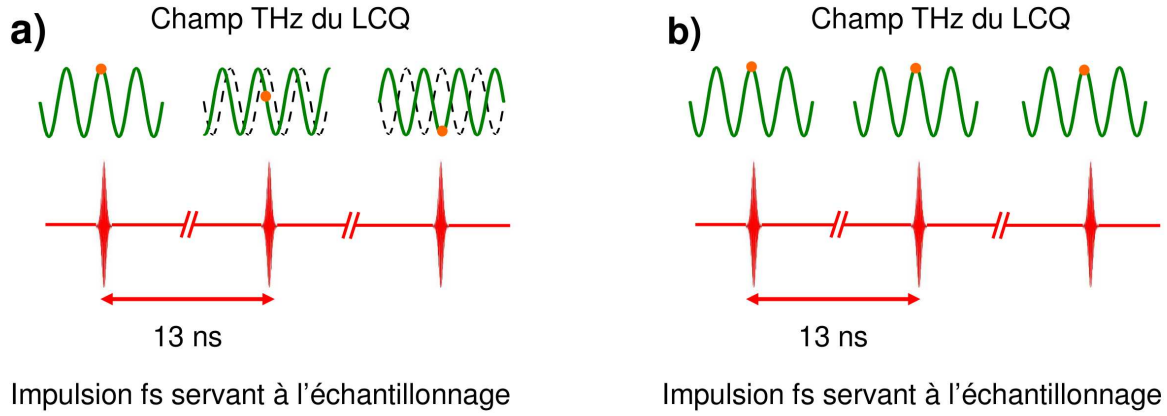 a)
Champ THz du LCQ
13 ns
Impulsion fs servant à l'échantillonnage
b)
Champ THz du LCQ
13 ns
Impulsion fs servant à l'échantillonnage